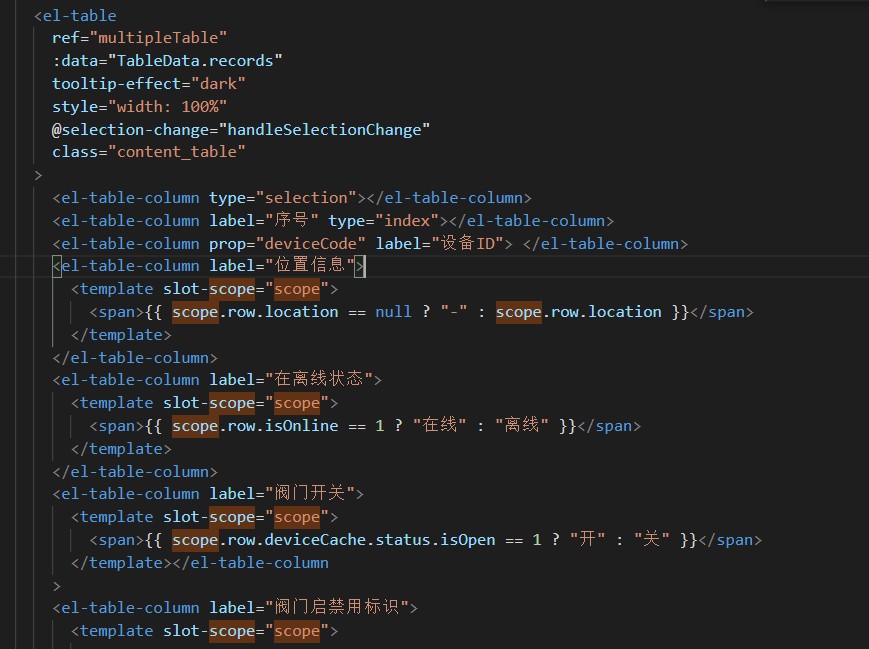 <el-table
ref="multipleTable"
:data="TableData.records"
tooltip-effect="dark"
style="width: 100%"
@selection-change="handleSelectionChange"
class="content_table"
>
<el-table-column type="selection"></el-table-column>
<el-table-column label="序号" type="index"></el-table-column>
<el-table-column prop="deviceCode" label="设备ID"> </el-table-column>
<el-table-column label="位置信息">
<template slot-scope="scope">
<span>{{ scope.row.location == null ? "-" : scope.row.location }}</span>
</template>
</el-table-column>
<el-table-column label="在离线状态">
<template slot-scope="scope">
<span>{{ scope.row.isOnline == 1 ? "在线" : "离线" }}</span>
</template>
</el-table-column>
<el-table-column label="阀门开关">
<template slot-scope="scope">
<span>{{ scope.row.deviceCache.status.isOpen == 1 ? "开" : "关" }}</span>
</template></el-table-column
>
<el-table-column label="阀门启禁用标识">
<template slot-scope="scope">